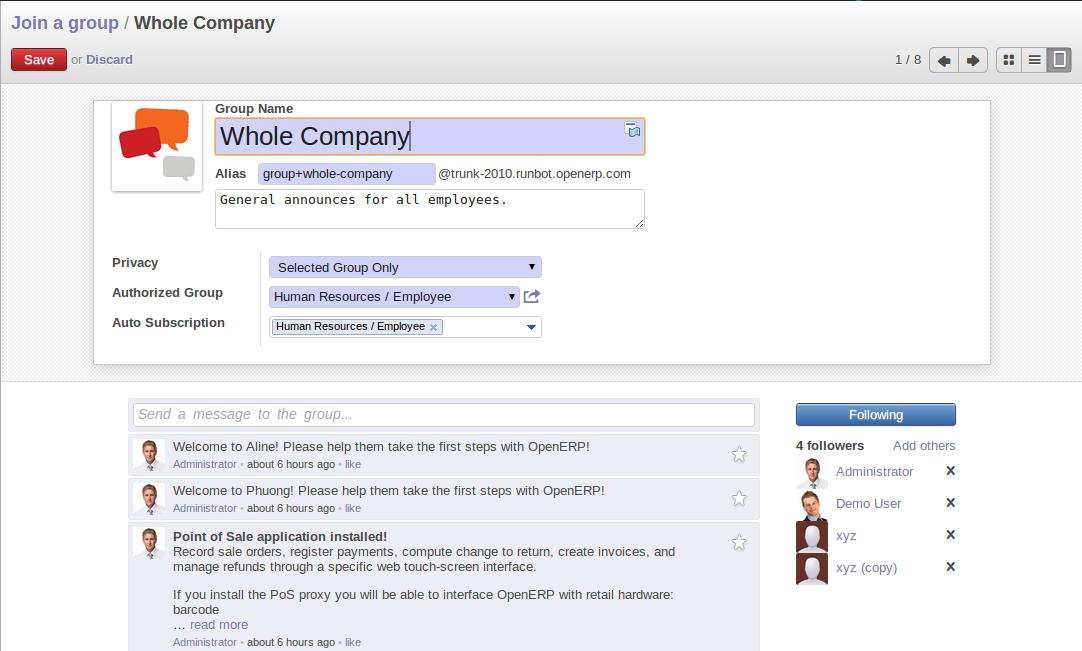 Join a group / Whole Company
Save or Discard
1 / 8
Group Name
Whole Company
Alias group+whole-company @trunk-2010.runbot.openerp.com
General announces for all employees.
Privacy Selected Group Only
Authorized Group Human Resources / Employee
Auto Subscription Human Resources / Employee x
Send a message to the group...
Welcome to Aline! Please help them take the first steps with OpenERP!
Administrator • about 6 hours ago • like
Welcome to Phuong! Please help them take the first steps with OpenERP!
Administrator • about 6 hours ago • like
Point of Sale application installed!
Record sale orders, register payments, compute change to return, create invoices, and
manage refunds through a specific web touch-screen interface.
If you install the PoS proxy you will be able to interface OpenERP with retail hardware:
barcode
... read more
Administrator • about 6 hours ago • like
Following
4 followers Add others
Administrator X
Demo User X
xyz X
xyz (copy) X